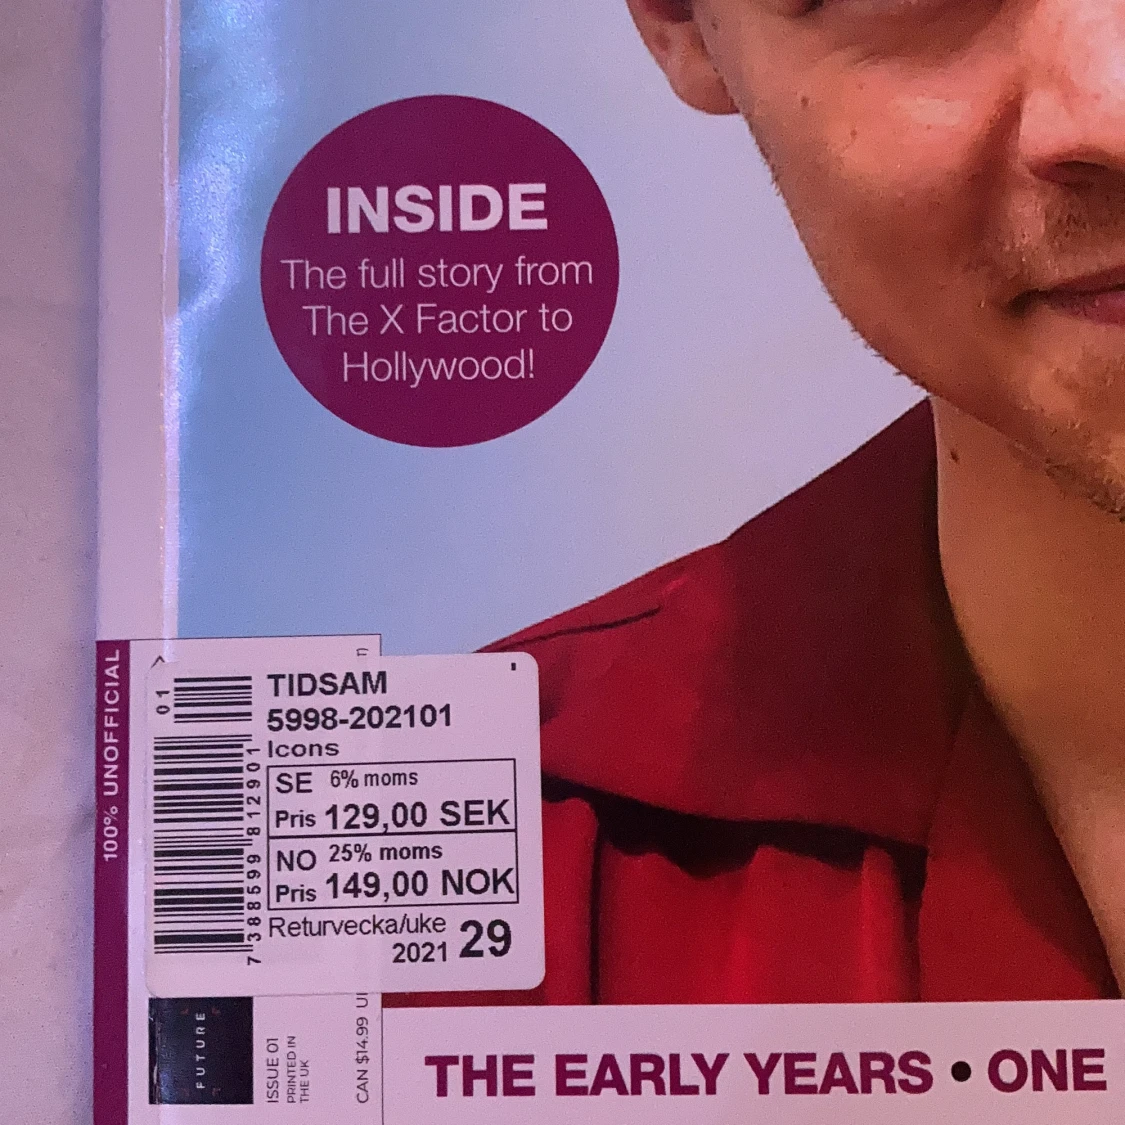 INSIDE
The full story from
The X Factor to
Hollywood!
100% UNOFFICIAL
01
7 388599 812901
TIDSAM
5998-202101
Icons
SE 6% moms
Pris 129,00 SEK
NO 25% moms
Pris 149,00 NOK
Returvecka/uke
2021 29
FUTURE
ISSUE 01
PRINTED IN
THE UK
CAN $14.99
THE EARLY YEARS • ONE